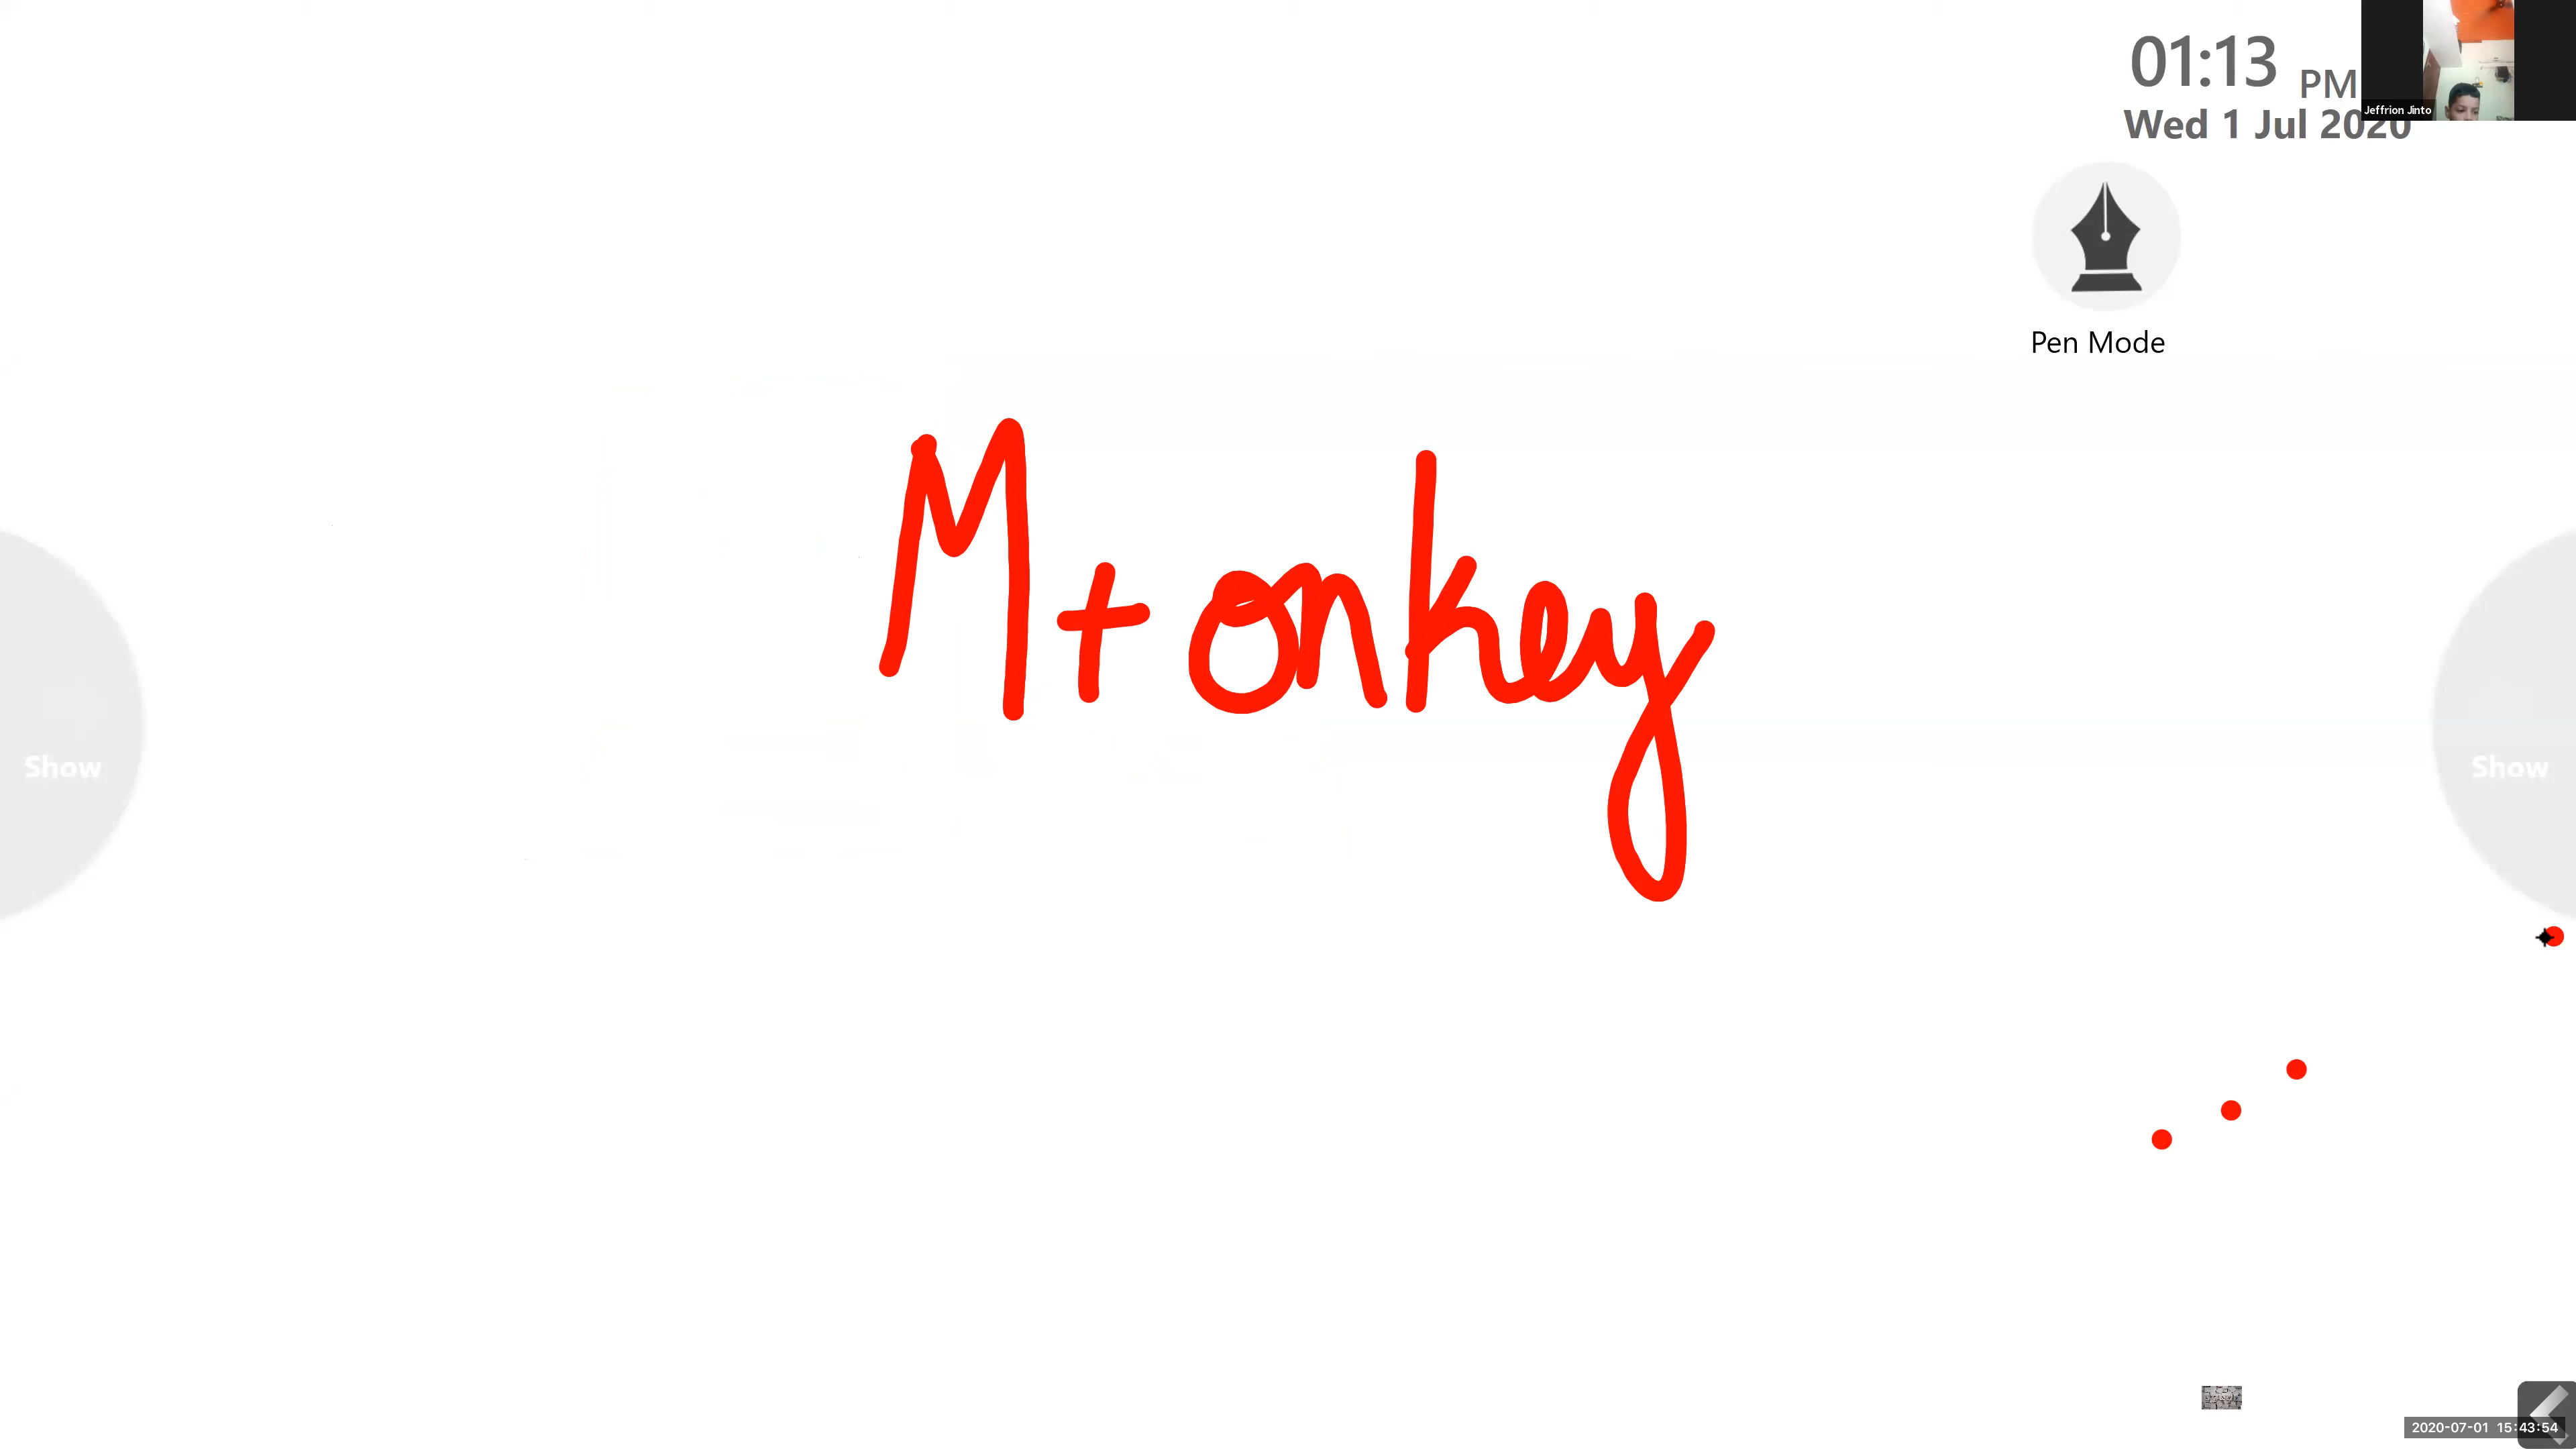 01:13 PM
Jeffrion Jinto
Wed 1 Jul 2020
Pen Mode
M+onkey
Show
Show
2020-07-01 15:43:54